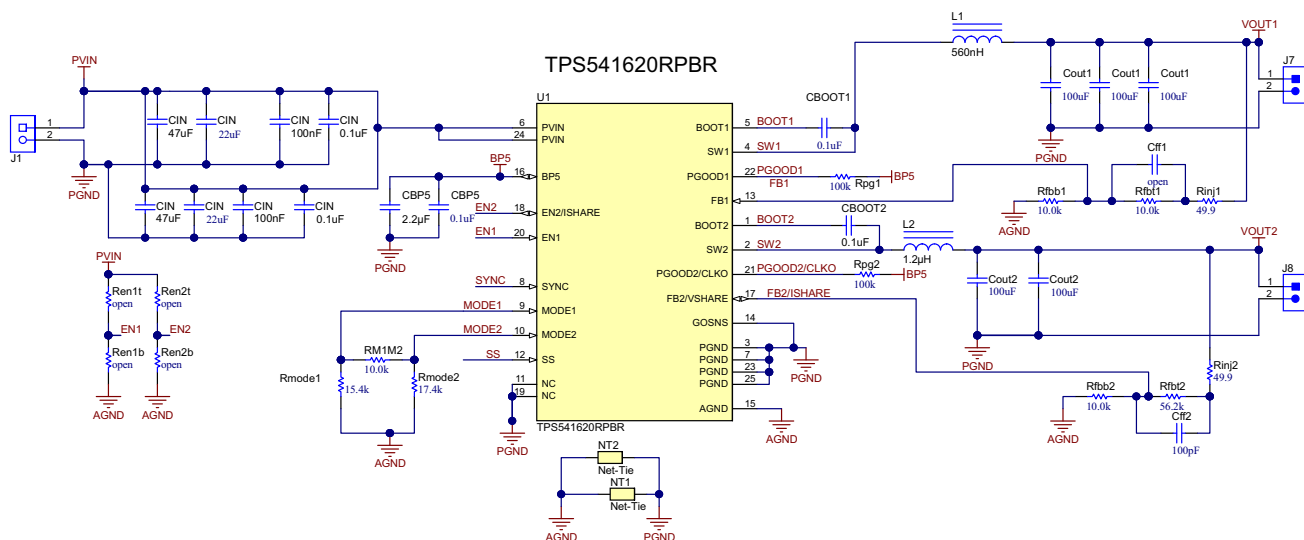 TPS541620RPBR
PVIN
J1
1
2
CIN
47uF
CIN
22uF
CIN
100nF
CIN
0.1uF
PGND
CIN
47uF
CIN
22uF
CIN
100nF
CIN
0.1uF
PVIN
Ren1t
open
Ren2t
open
EN1
EN2
Ren1b
open
Ren2b
open
AGND
AGND
BP5
CBP5
2.2µF
CBP5
0.1uF
PGND
EN2
EN1
SYNC
MODE1
MODE2
SS
RM1M2
10.0k
Rmode1
15.4k
Rmode2
17.4k
AGND
PGND
U1
6
PVIN
24
PVIN
16
BP5
18
EN2/ISHARE
20
EN1
8
SYNC
9
MODE1
10
MODE2
12
SS
11
NC
19
NC
BOOT1
5
BOOT1
SW1
4
SW1
PGOOD1
22
PGOOD1
FB1
13
FB1
BOOT2
1
BOOT2
SW2
2
SW2
PGOOD2/CLKO
21
PGOOD2/CLKO
FB2/VSHARE
17
FB2/ISHARE
GOSNS
14
PGND
3
PGND
7
PGND
23
PGND
25
AGND
15
TPS541620RPBR
PGND
AGND
NT2
Net-Tie
NT1
Net-Tie
AGND
PGND
CBOOT1
0.1uF
L1
560nH
Rpg1
100k
BP5
CBOOT2
0.1uF
L2
1.2µH
Rpg2
100k
BP5
Cout1
100uF
Cout1
100uF
Cout1
100uF
VOUT1
J7
1
2
PGND
Cff1
open
Rfbb1
10.0k
Rfbt1
10.0k
Rinj1
49.9
AGND
VOUT2
J8
1
2
Cout2
100uF
Cout2
100uF
PGND
Rinj2
49.9
Rfbb2
10.0k
Rfbt2
56.2k
Cff2
100pF
AGND